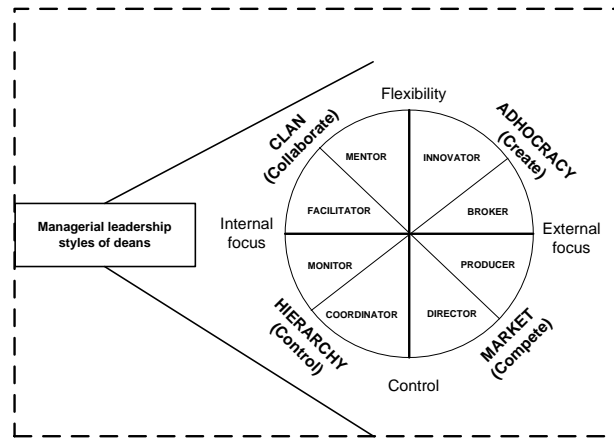 Flexibility
CLAN
(Collaborate)
ADHOCRACY
(Create)
MENTOR
INNOVATOR
FACILITATOR
BROKER
Managerial leadership
styles of deans
Internal
focus
External
focus
MONITOR
PRODUCER
COORDINATOR
DIRECTOR
HIERARCHY
(Control)
MARKET
(Compete)
Control